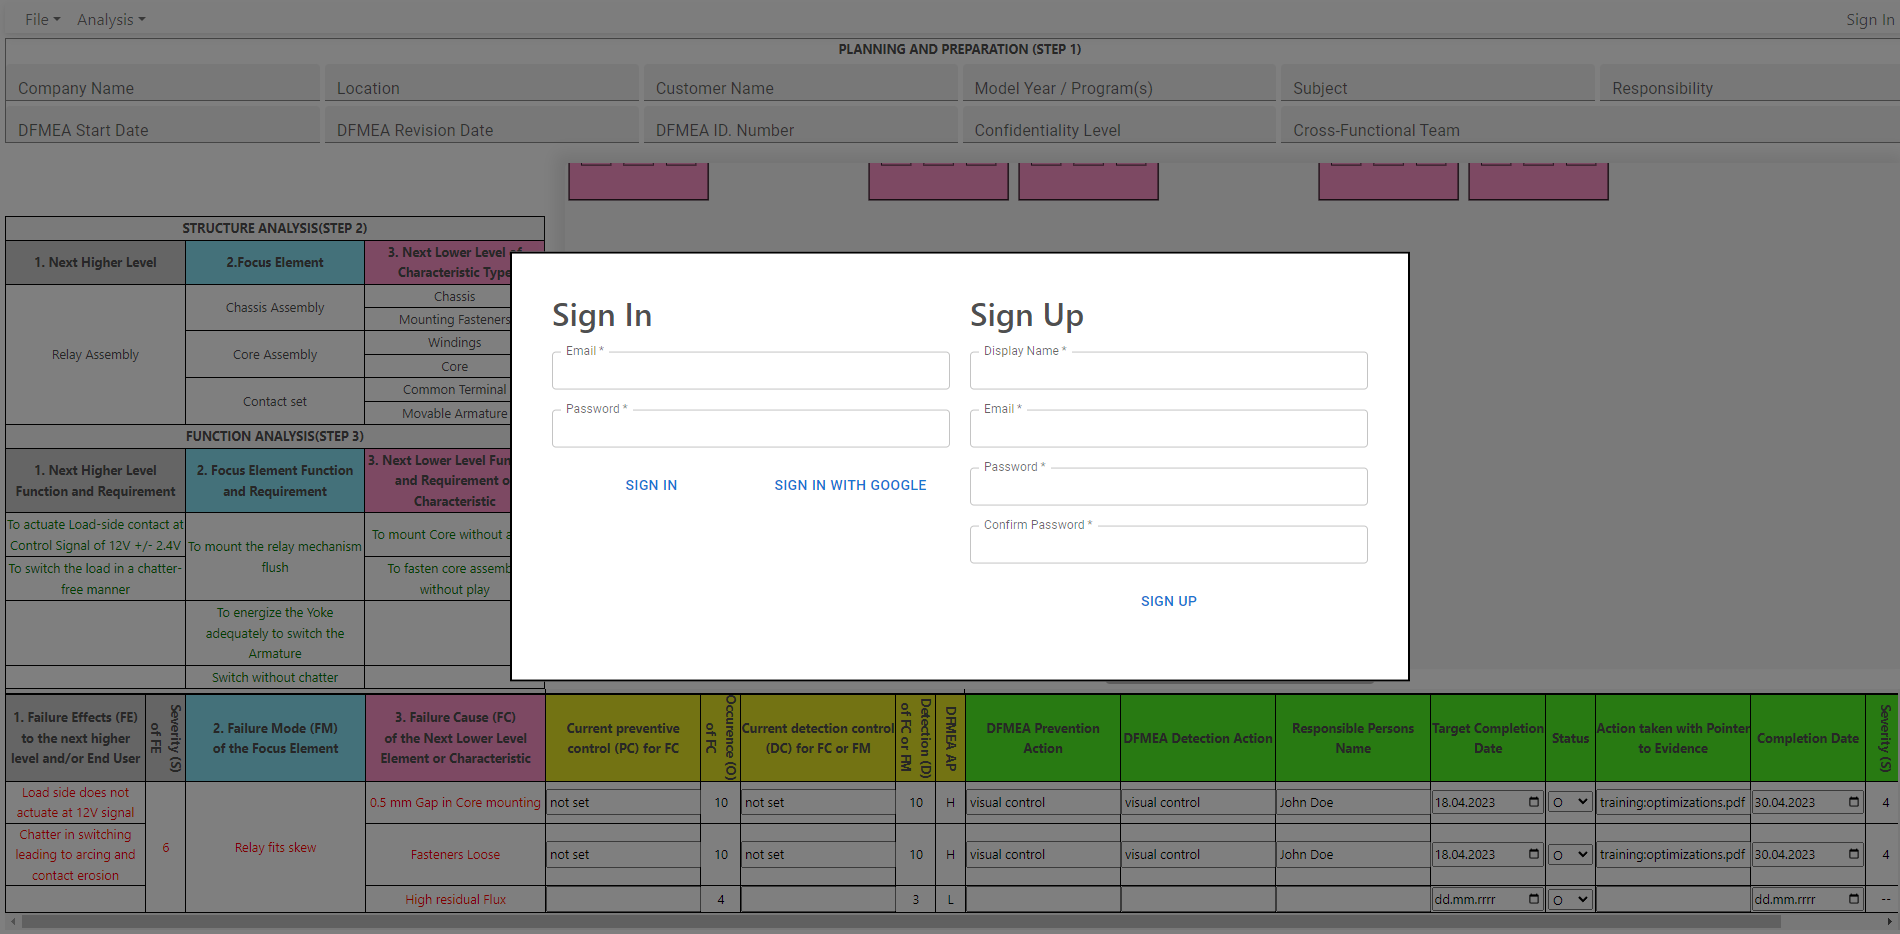 File Analysis Sign In
PLANNING AND PREPARATION (STEP 1)
Company Name Location Customer Name Model Year / Program(s) Subject Responsibility
DFMEA Start Date DFMEA Revision Date DFMEA ID. Number Confidentiality Level Cross-Functional Team
STRUCTURE ANALYSIS(STEP 2)
1. Next Higher Level
2.Focus Element
3. Next Lower Level of
Characteristic Type
Relay Assembly
Chassis Assembly
Chassis
Mounting Fasteners
Core Assembly
Windings
Core
Contact set
Common Terminal
Movable Armature
FUNCTION ANALYSIS(STEP 3)
1. Next Higher Level
Function and Requirement
2. Focus Element Function
and Requirement
3. Next Lower Level
and Requirement
Characteristic
To actuate Load-side contact at
Control Signal of 12V +/- 2.4V
To switch the load in a chatter-
free manner
To mount the relay mechanism
flush
To mount Core without
To fasten core
without play
To energize the Yoke
adequately to switch the
Armature
Switch without chatter
Sign In
Email *
Password *
SIGN IN SIGN IN WITH GOOGLE
Sign Up
Display Name *
Email *
Password *
Confirm Password *
SIGN UP
1. Failure Effects (FE)
to the next higher
level and/or End User
Severity (S)
of FE
2. Failure Mode (FM)
of the Focus Element
3. Failure Cause (FC)
of the Next Lower Level
Element or Characteristic
Current preventive
control (PC) for FC
Occurence (O)
of FC
Current detection control
(DC) for FC or FM
Detection (D)
of FC or FM
DFMEA AP
DFMEA Prevention
Action
DFMEA Detection Action
Responsible Persons
Name
Target Completion
Date
Status
Action taken with Pointer
to Evidence
Completion Date
Severity (S)
Load side does not
actuate at 12V signal
Chatter in switching
leading to arcing and
contact erosion
6
Relay fits skew
0.5 mm Gap in Core mounting not set 10 not set 10 H visual control visual control John Doe 18.04.2023 O training:optimizations.pdf 30.04.2023 4
Fasteners Loose not set 10 not set 10 H visual control visual control John Doe 18.04.2023 O training:optimizations.pdf 30.04.2023 4
High residual Flux 4 3 L dd.mm.rrrr O dd.mm.rrrr --